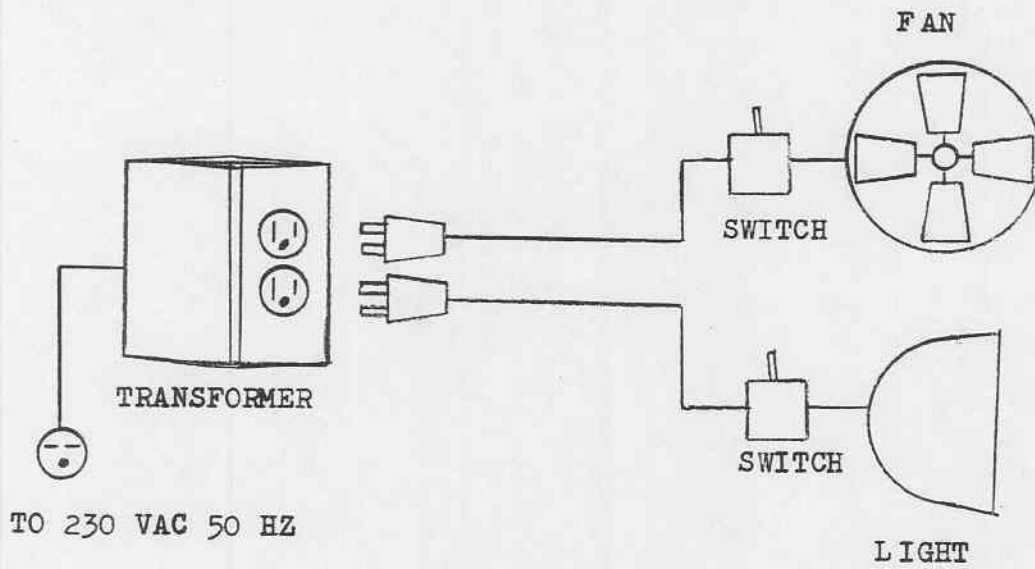 FAN
SWITCH
TRANSFORMER
SWITCH
TO 230 VAC 50 HZ
LIGHT